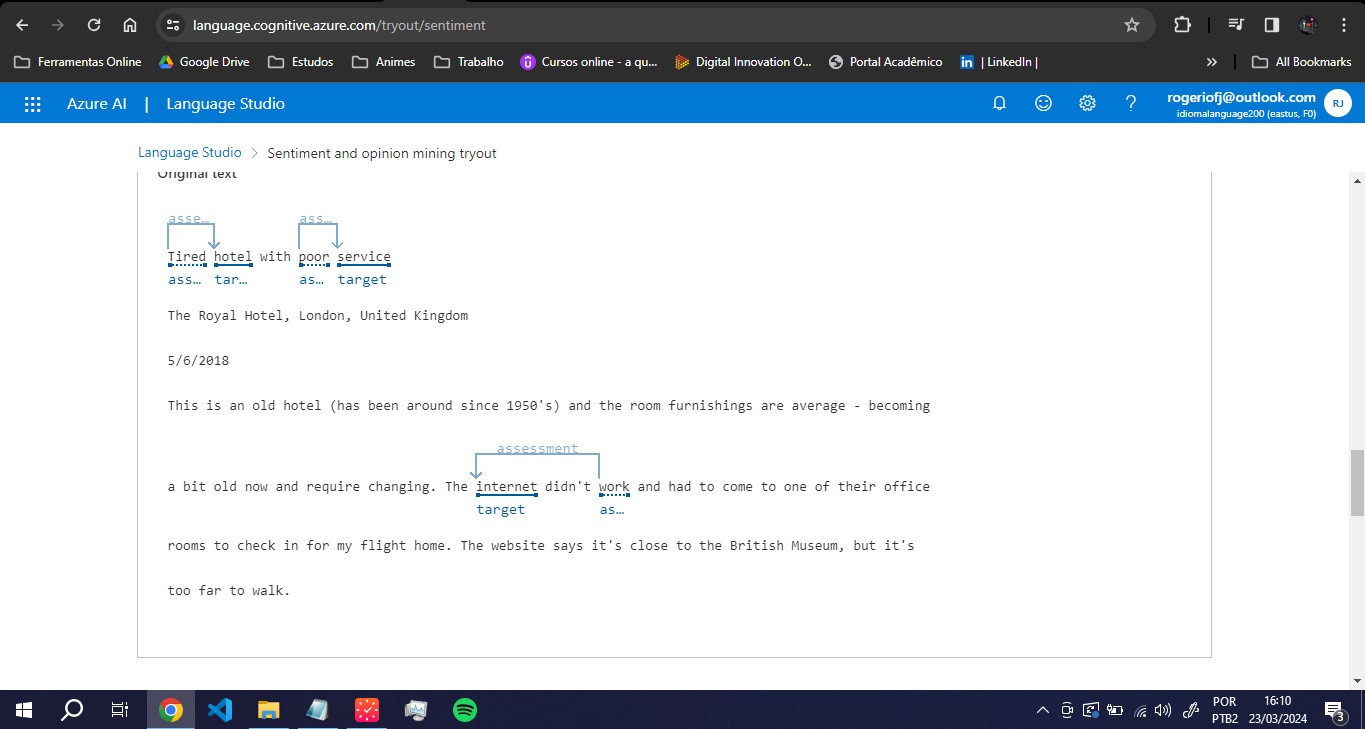 language.cognitive.azure.com/tryout/sentiment
Ferramentas Online Google Drive Estudos Animes Trabalho Cursos online - a qu... Digital Innovation O... Portal Acadêmico | LinkedIn | » All Bookmarks
Azure AI | Language Studio
rogeriofj@outlook.com
idiomalanguage200 (eastus, F0)
RJ
Language Studio > Sentiment and opinion mining tryout
Original text
asse… ass…
Tired hotel with poor service
ass… tar… as… target
The Royal Hotel, London, United Kingdom
5/6/2018
This is an old hotel (has been around since 1950's) and the room furnishings are average - becoming
assessment
a bit old now and require changing. The internet didn't work and had to come to one of their office
target as…
rooms to check in for my flight home. The website says it's close to the British Museum, but it's
too far to walk.
POR 16:10
PTB2 23/03/2024
3